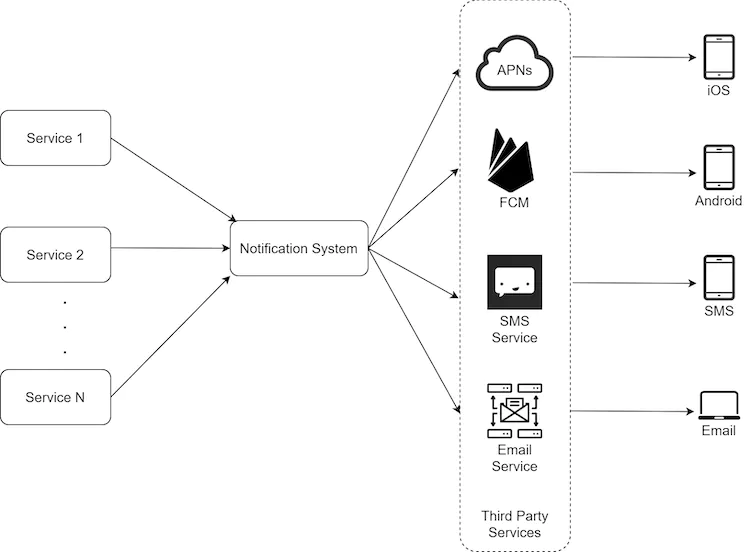 Service 1
Service 2
.
.
.
Service N
Notification System
APNs
FCM
SMS
Service
Email
Service
Third Party
Services
iOS
Android
SMS
Email